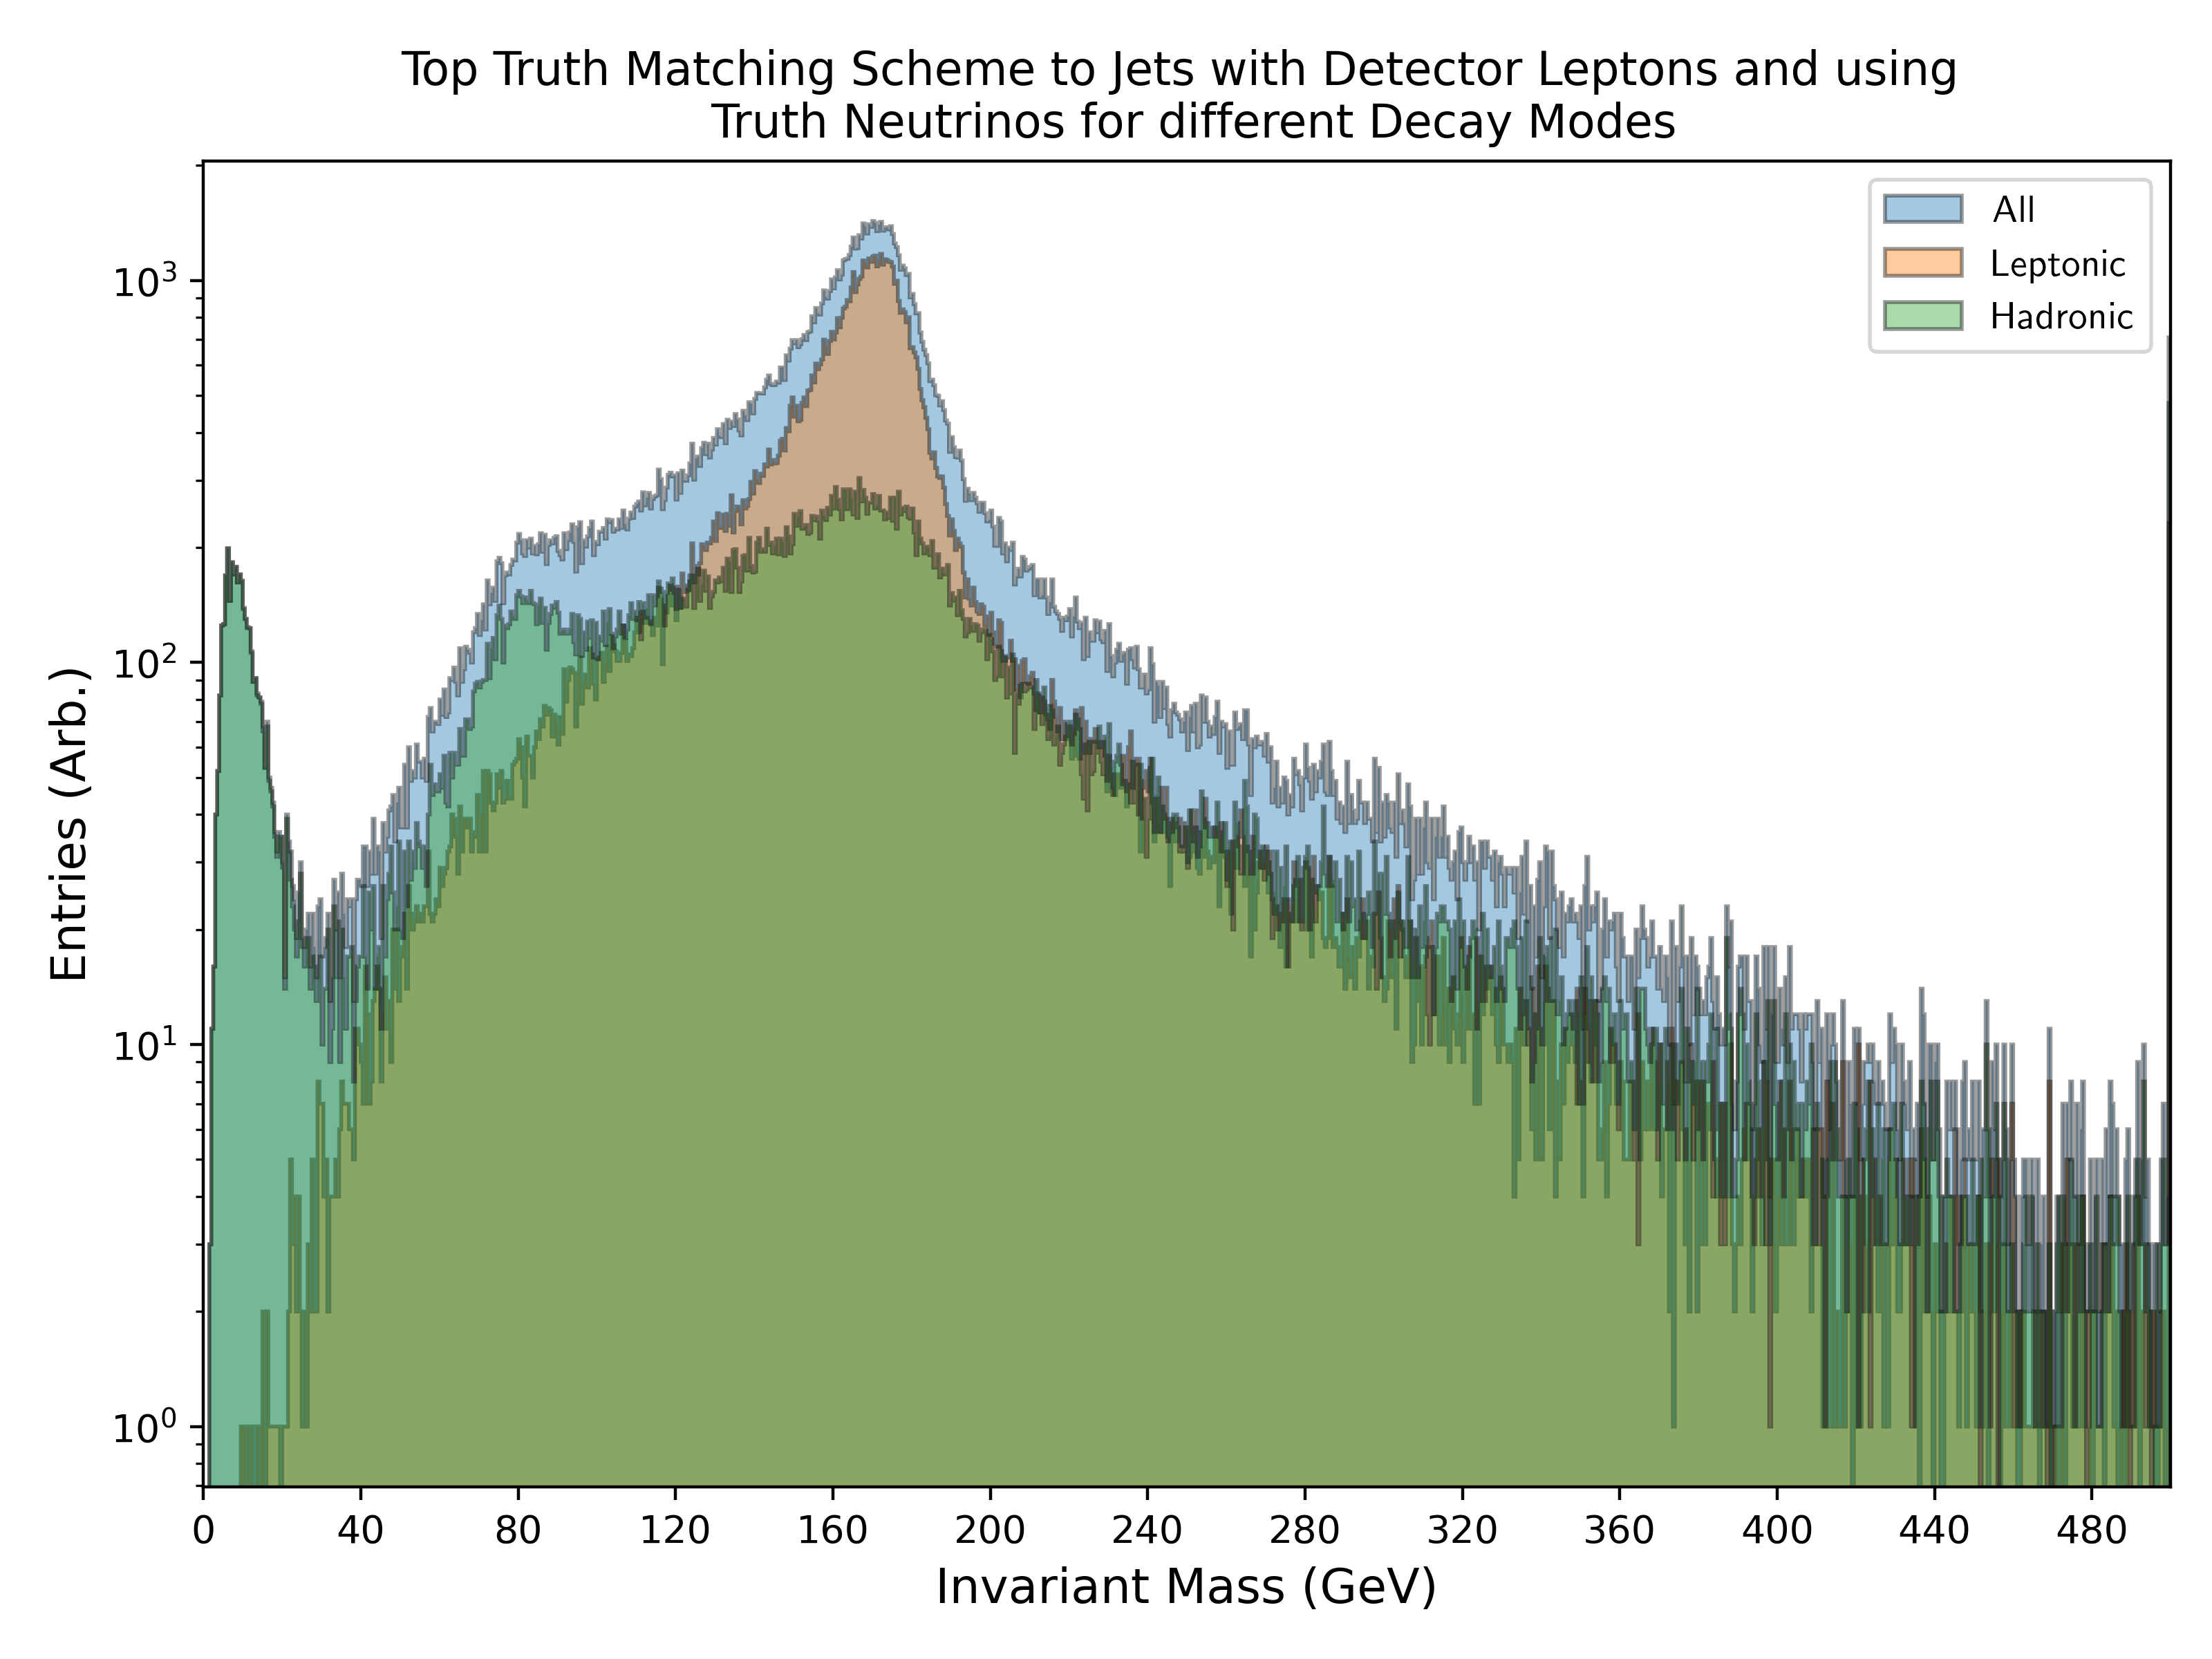 Top Truth Matching Scheme to Jets with Detector Leptons and using
Truth Neutrinos for different Decay Modes
All
Leptonic
Hadronic
10³
10²
10¹
10⁰
Entries (Arb.)
0 40 80 120 160 200 240 280 320 360 400 440 480
Invariant Mass (GeV)